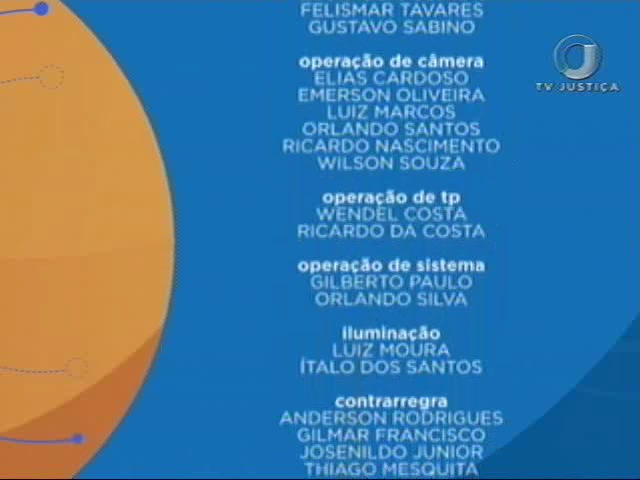 FELISMAR TAVARES
GUSTAVO SABINO
operação de câmera
ELIAS CARDOSO
EMERSON OLIVEIRA
LUIZ MARCOS
ORLANDO SANTOS
RICARDO NASCIMENTO
WILSON SOUZA
TV JUSTIÇA
operação de tp
WENDEL COSTA
RICARDO DA COSTA
operação de sistema
GILBERTO PAULO
ORLANDO SILVA
iluminação
LUIZ MOURA
ÍTALO DOS SANTOS
contrarregra
ANDERSON RODRIGUES
GILMAR FRANCISCO
JOSENILDO JUNIOR
THIAGO MESQUITA